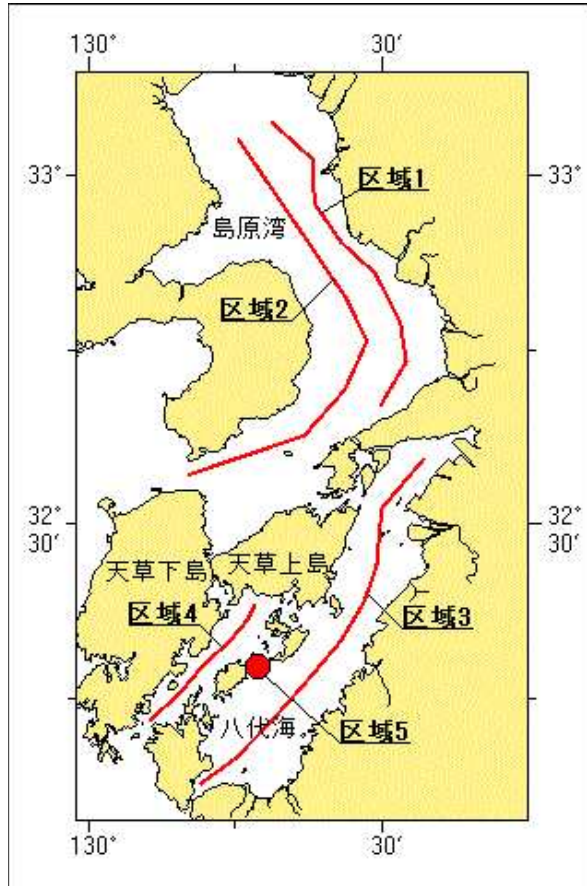 130° 30′
33°
区域1
島原湾
区域2
32° 32°
30′ 30′
天草下島 天草上島
区域4 区域3
八代海 区域5
130° 30′